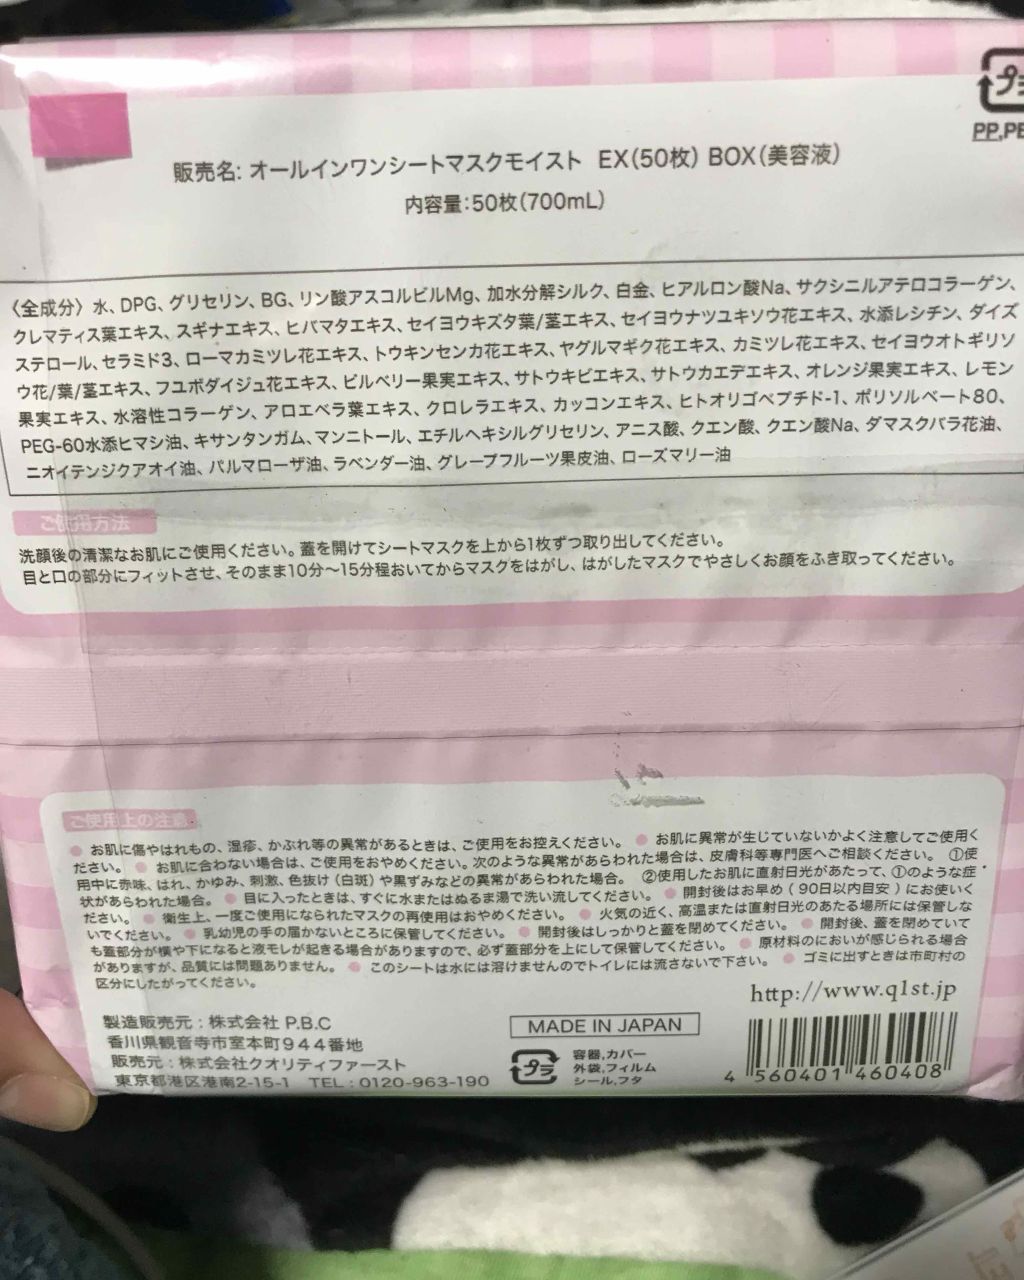 プラ
PP,PE
販売名: オールインワンシートマスクモイスト EX(50枚) BOX(美容液)
内容量:50枚(700mL)
〈全成分〉水、DPG、グリセリン、BG、リン酸アスコルビルMg、加水分解シルク、白金、ヒアルロン酸Na、サクシニルアテロコラーゲン、
クレマティス葉エキス、スギナエキス、ヒバマタエキス、セイヨウキズタ葉/茎エキス、セイヨウナツユキソウ花エキス、水添レシチン、ダイズ
ステロール、セラミド3、ローマカミツレ花エキス、トウキンセンカ花エキス、ヤグルマギク花エキス、カミツレ花エキス、セイヨウオトギリソ
ウ花/葉/茎エキス、フユボダイジュ花エキス、ビルベリー果実エキス、サトウキビエキス、サトウカエデエキス、オレンジ果実エキス、レモン
果実エキス、水溶性コラーゲン、アロエベラ葉エキス、クロレラエキス、カッコンエキス、ヒトオリゴペプチド-1、ポリソルベート80、
PEG-60水添ヒマシ油、キサンタンガム、マンニトール、エチルヘキシルグリセリン、アニス酸、クエン酸、クエン酸Na、ダマスクバラ花油、
ニオイテンジクアオイ油、パルマローザ油、ラベンダー油、グレープフルーツ果皮油、ローズマリー油
ご使用方法
洗顔後の清潔なお肌にご使用ください。蓋を開けてシートマスクを上から1枚ずつ取り出してください。
目と口の部分にフィットさせ、そのまま10分〜15分程おいてからマスクをはがし、はがしたマスクでやさしくお顔をふき取ってください。
ご使用上の注意
● お肌に傷やはれもの、湿疹、かぶれ等の異常があるときは、ご使用をお控えください。 ● お肌に異常が生じていないかよく注意してご使用く
ださい。 ● お肌に合わない場合は、ご使用をおやめください。次のような異常があらわれた場合は、皮膚科等専門医へご相談ください。 ①使
用中に赤味、はれ、かゆみ、刺激、色抜け(白斑)や黒ずみなどの異常があらわれた場合。 ②使用したお肌に直射日光があたって、①のような症
状があらわれた場合。 ● 目に入ったときは、すぐに水またはぬるま湯で洗い流してください。 ● 開封後はお早め(90日以内目安)にお使いく
ださい。 ● 衛生上、一度ご使用になられたマスクの再使用はおやめください。 ● 火気の近く、高温または直射日光のあたる場所には保管しな
いでください。 ● 乳幼児の手の届かないところに保管してください。 ● 開封後はしっかりと蓋を閉めてください。 ● 開封後、蓋を閉めていて
も蓋部分が横や下になると液モレが起きる場合がありますので、必ず蓋部分を上にして保管してください。 ● 原材料のにおいが感じられる場合
がありますが、品質には問題ありません。 ● このシートは水には溶けませんのでトイレには流さないで下さい。 ● ゴミに出すときは市町村の
区分にしたがってください。
http://www.q1st.jp
製造販売元:株式会社 P.B.C
香川県観音寺市室本町944番地
販売元:株式会社クオリティファースト
東京都港区港南2-15-1 TEL:0120-963-190
MADE IN JAPAN
プラ
容器,カバー
外袋,フィルム
シール,フタ
4 560401 460408